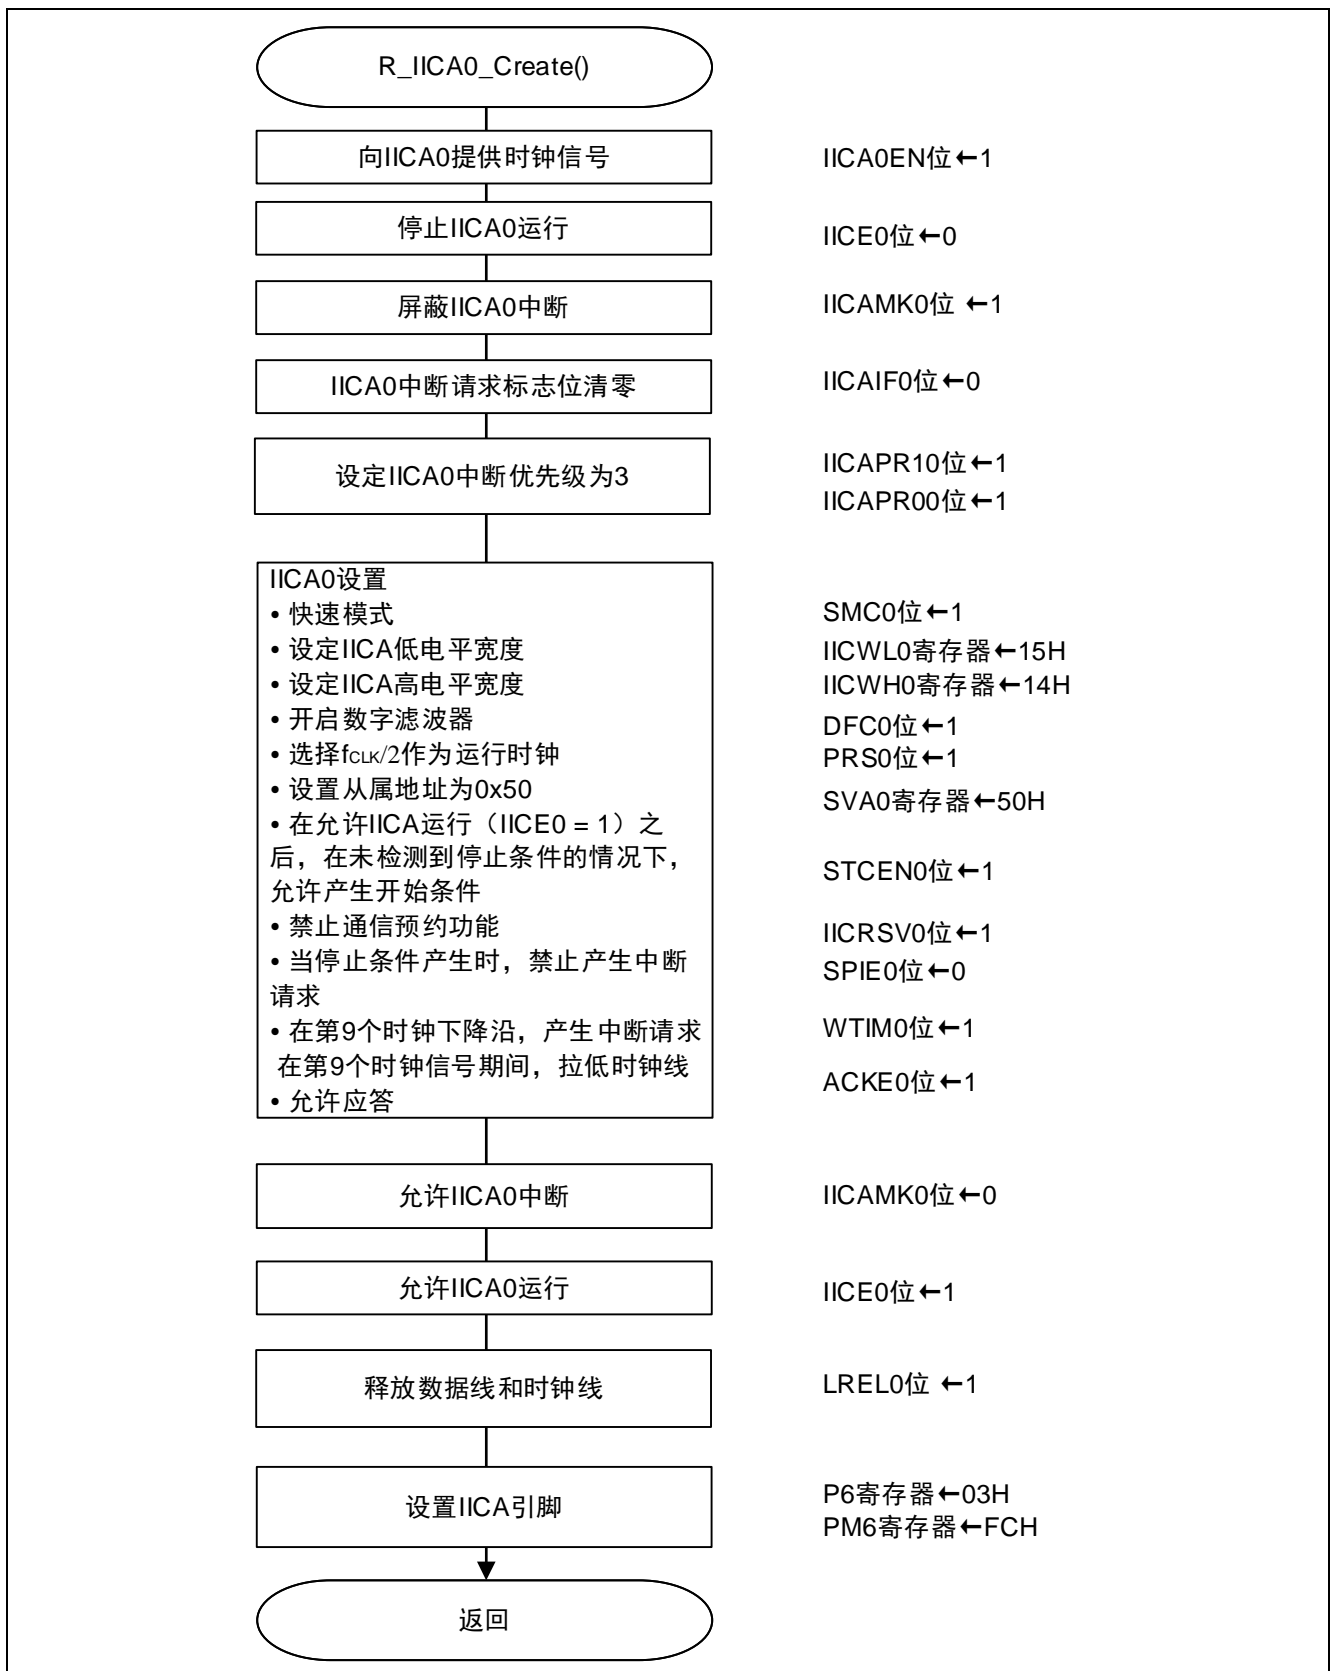 R_IICA0_Create()
向IICA0提供时钟信号
IICA0EN位←1
停止IICA0运行
IICE0位←0
屏蔽IICA0中断
IICAMK0位 ←1
IICA0中断请求标志位清零
IICAIF0位←0
设定IICA0中断优先级为3
IICAPR10位←1
IICAPR00位←1
IICA0设置
• 快速模式
• 设定IICA低电平宽度
• 设定IICA高电平宽度
• 开启数字滤波器
• 选择fCLK/2作为运行时钟
• 设置从属地址为0x50
• 在允许IICA运行（IICE0 = 1）之
后，在未检测到停止条件的情况下，
允许产生开始条件
• 禁止通信预约功能
• 当停止条件产生时，禁止产生中断
请求
• 在第9个时钟下降沿，产生中断请求
在第9个时钟信号期间，拉低时钟线
• 允许应答
SMC0位←1
IICWL0寄存器←15H
IICWH0寄存器←14H
DFC0位←1
PRS0位←1
SVA0寄存器←50H
STCEN0位←1
IICRSV0位←1
SPIE0位←0
WTIM0位←1
ACKE0位←1
允许IICA0中断
IICAMK0位←0
允许IICA0运行
IICE0位←1
释放数据线和时钟线
LREL0位 ←1
设置IICA引脚
P6寄存器←03H
PM6寄存器←FCH
返回